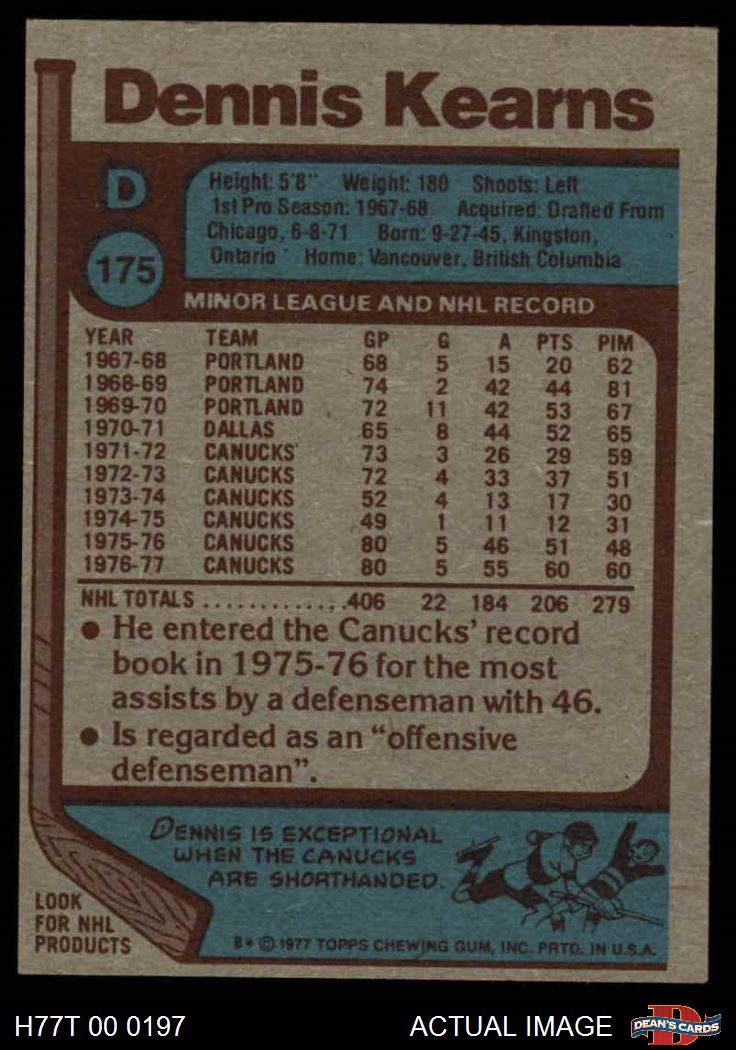 Dennis Kearns
D
175
Height: 5'8" Weight: 180 Shoots: Left
1st Pro Season: 1967-68 Acquired: Drafted From
Chicago, 6-8-71 Born: 9-27-45, Kingston,
Ontario Home: Vancouver, British Columbia
MINOR LEAGUE AND NHL RECORD
YEAR TEAM GP G A PTS PIM
1967-68 PORTLAND 68 5 15 20 62
1968-69 PORTLAND 74 2 42 44 81
1969-70 PORTLAND 72 11 42 53 67
1970-71 DALLAS 65 8 44 52 65
1971-72 CANUCKS 73 3 26 29 59
1972-73 CANUCKS 72 4 33 37 51
1973-74 CANUCKS 52 4 13 17 30
1974-75 CANUCKS 49 1 11 12 31
1975-76 CANUCKS 80 5 46 51 48
1976-77 CANUCKS 80 5 55 60 60
NHL TOTALS .............406 22 184 206 279
● He entered the Canucks' record
book in 1975-76 for the most
assists by a defenseman with 46.
● Is regarded as an "offensive
defenseman".
DENNIS IS EXCEPTIONAL
WHEN THE CANUCKS
ARE SHORTHANDED.
LOOK
FOR NHL
PRODUCTS
B* © 1977 TOPPS CHEWING GUM, INC. PRTD. IN U.S.A.
H77T 00 0197
ACTUAL IMAGE
DEAN'S CARDS